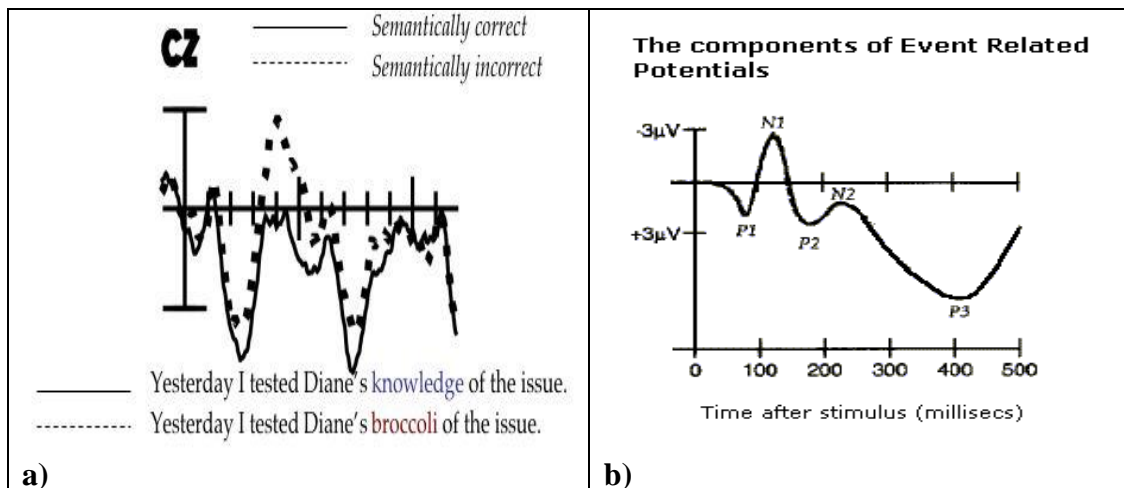 CZ
Semantically correct
Semantically incorrect
Yesterday I tested Diane's knowledge of the issue.
Yesterday I tested Diane's broccoli of the issue.
a)
The components of Event Related
Potentials
-3µV
N1
N2
+3µV
P1
P2
P3
0 100 200 300 400 500
Time after stimulus (millisecs)
b)